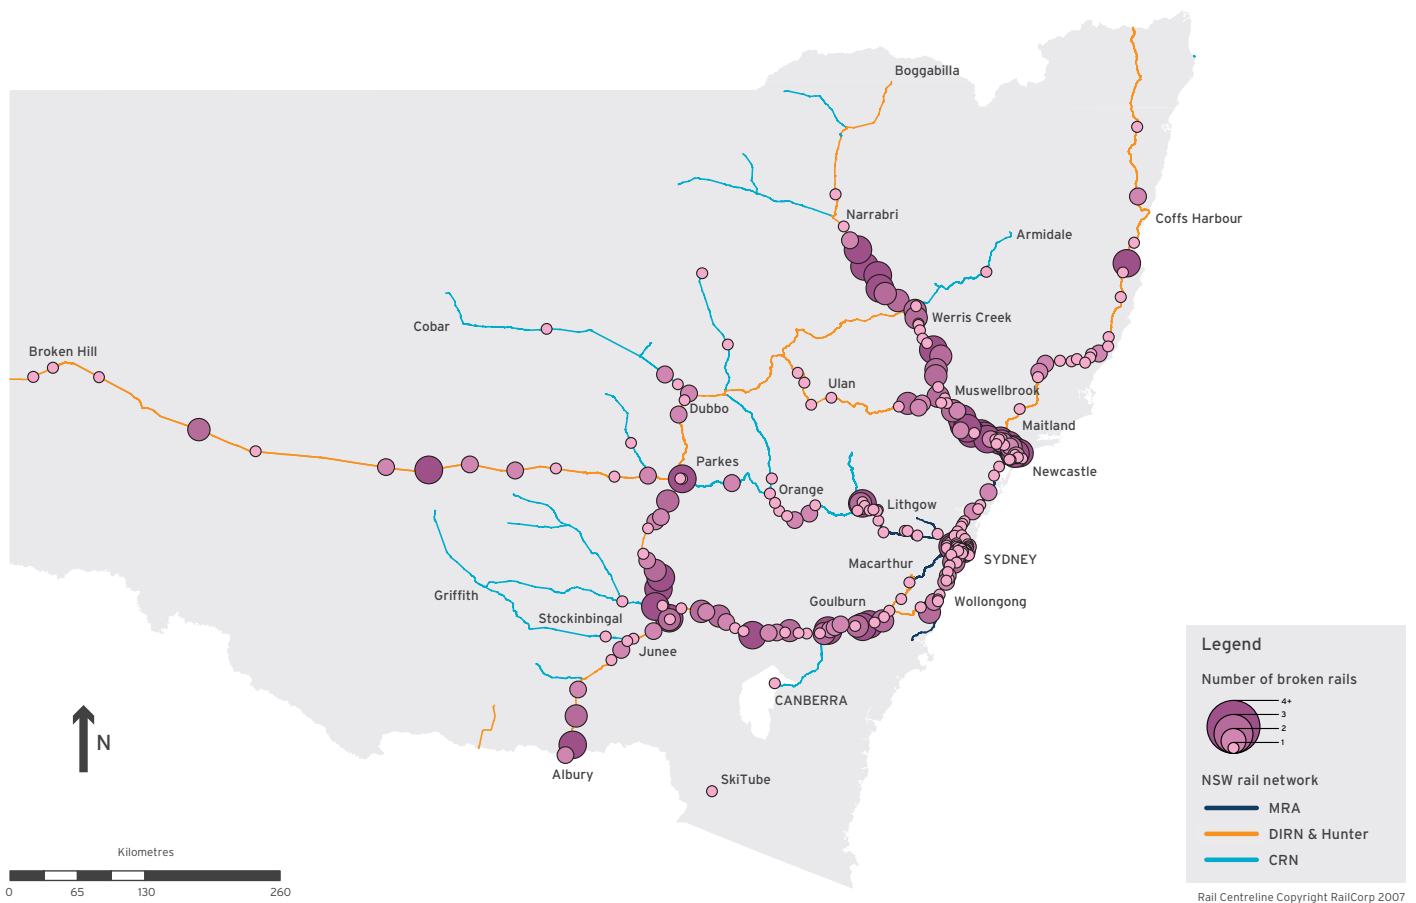 Boggabilla
Narrabri
Coffs Harbour
Armidale
Cobar
Werris Creek
Broken Hill
Ulan
Muswellbrook
Dubbo
Maitland
Parkes
Newcastle
Orange
Lithgow
SYDNEY
Macarthur
Griffith
Goulburn
Wollongong
Stockinbingal
Junee
CANBERRA
N
Albury
SkiTube
Kilometres
0 65 130 260
Legend
Number of broken rails
4+
3
2
1
NSW rail network
MRA
DIRN & Hunter
CRN
Rail Centreline Copyright RailCorp 2007